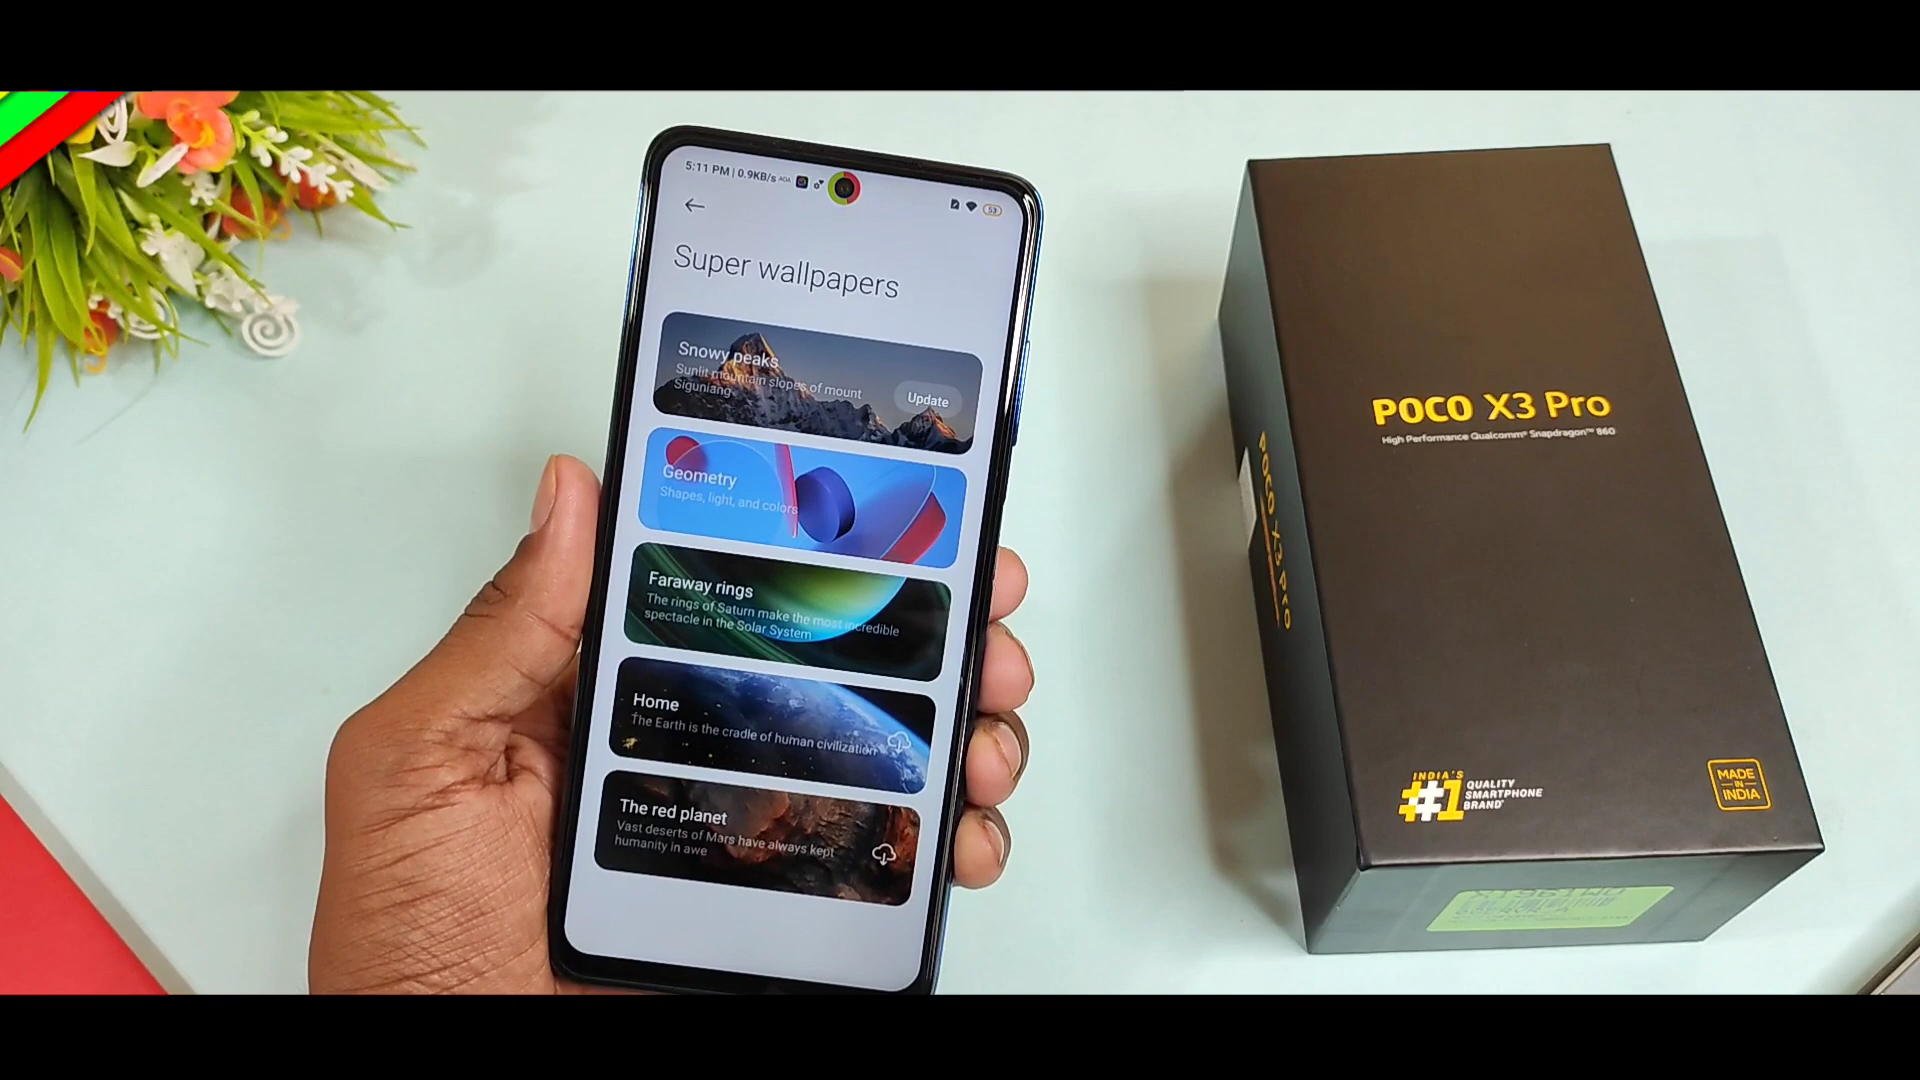 5:11 PM | 0.9KB/s
53
Super wallpapers
Snowy peaks
Sunlit mountain slopes of mount
Siguniang
Update
Geometry
Shapes, light, and colors
Faraway rings
The rings of Saturn make the most incredible
spectacle in the Solar System
Home
The Earth is the cradle of human civilization
The red planet
Vast deserts of Mars have always kept
humanity in awe
POCO X3 Pro
High Performance Qualcomm® Snapdragon™ 860
POCO X3 PRO
INDIA'S
#1 QUALITY
SMARTPHONE
BRAND*
MADE
IN
INDIA